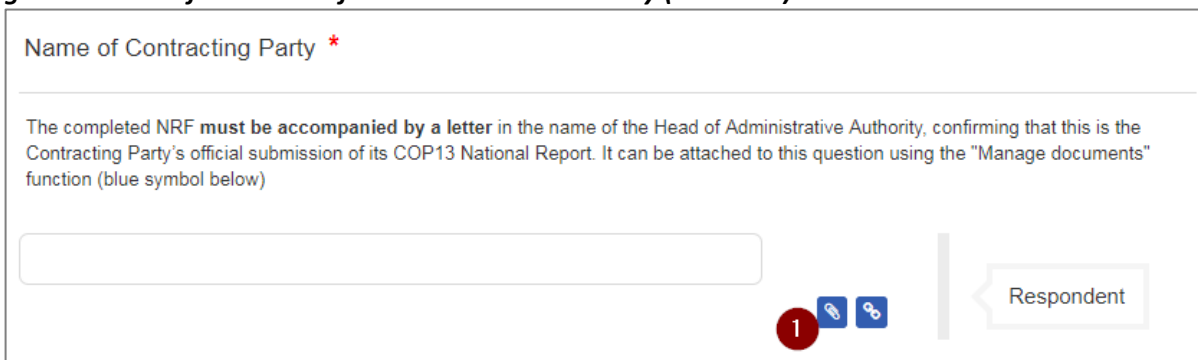 Name of Contracting Party *
The completed NRF must be accompanied by a letter in the name of the Head of Administrative Authority, confirming that this is the
Contracting Party's official submission of its COP13 National Report. It can be attached to this question using the "Manage documents"
function (blue symbol below)
Respondent
1